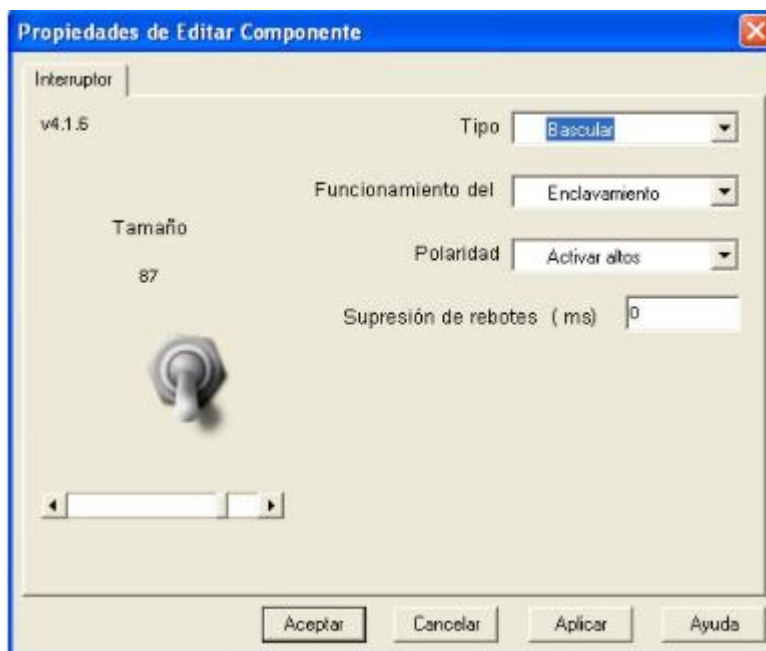 Propiedades de Editar Componente
Interruptor
v4.1.6
Tipo Bascular
Funcionamiento del Enclavamiento
Tamaño
87
Polaridad Activar altos
Supresión de rebotes ( ms) 0
Aceptar Cancelar Aplicar Ayuda